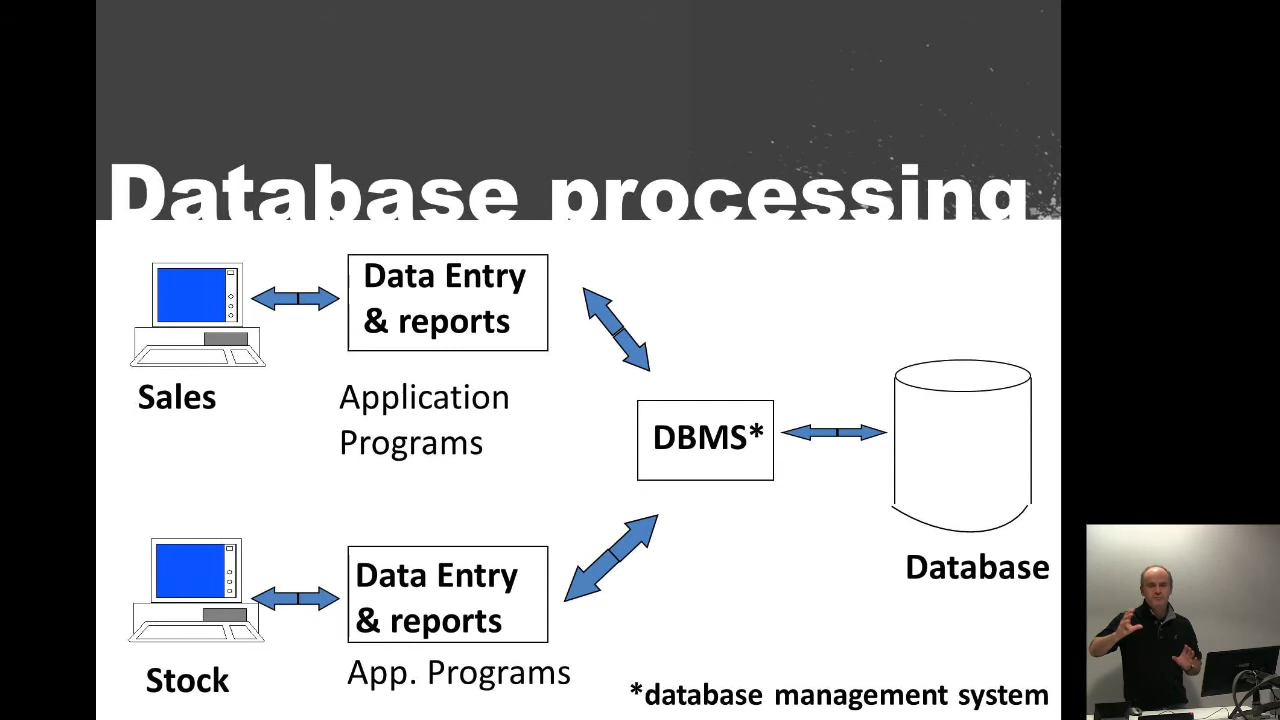 Database processing
Data Entry
& reports
Sales
Application
Programs
DBMS*
Database
Data Entry
& reports
Stock
App. Programs
*database management system